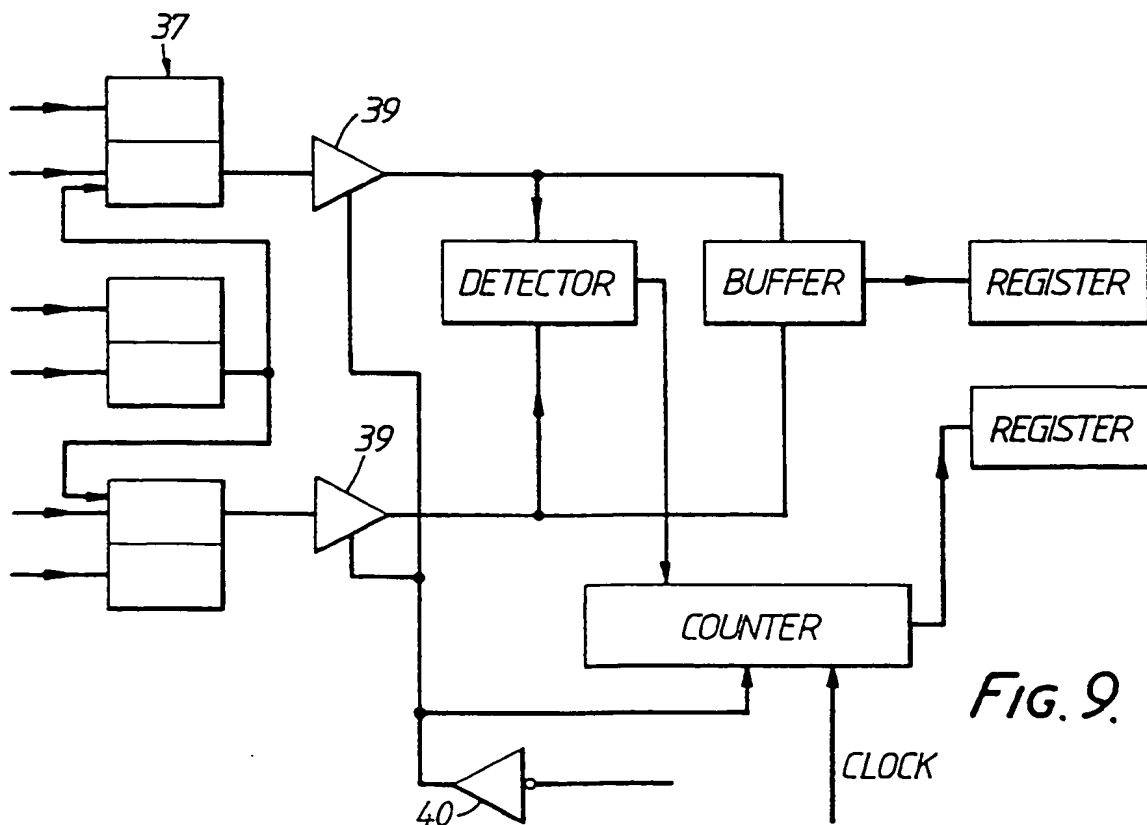 37
39
DETECTOR
BUFFER
REGISTER
REGISTER
39
COUNTER
FIG. 9.
CLOCK
40